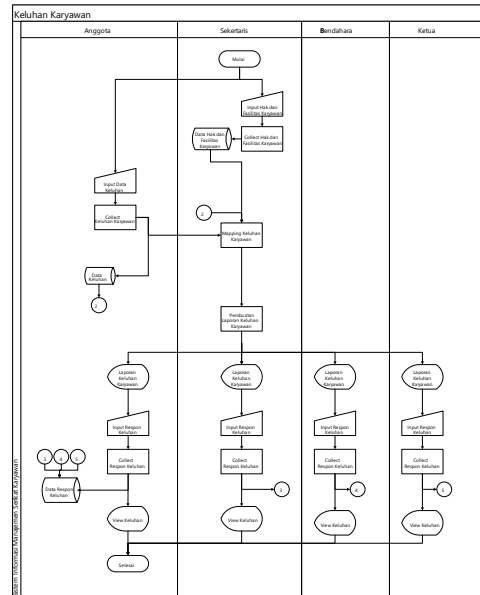 Keluhan Karyawan
Anggota
Sekertaris
Bendahara
Ketua
Mulai
Input Hak dan
Fasilitas Karyawan
Data Hak dan
Fasilitas
Karyawan
Collect Hak dan
Fasilitas Karyawan
Input Data
Keluhan
Collect
Keluhan Karyawan
2
Mapping Keluhan
Karyawan
Data
Keluhan
2
Pembuatan
Laporan Keluhan
Karyawan
Laporan
Keluhan
Karyawan
Laporan
Keluhan
Karyawan
Laporan
Keluhan
Karyawan
Laporan
Keluhan
Karyawan
Input Respon
Keluhan
Input Respon
Keluhan
Input Respon
Keluhan
Input Respon
Keluhan
3
4
5
Collect
Respon Keluhan
Collect
Respon Keluhan
Collect
Respon Keluhan
Collect
Respon Keluhan
Data Respon
Keluhan
3
4
5
View Keluhan
View Keluhan
View Keluhan
View Keluhan
Selesai
Sistem Informasi Manajemen Serikat Karyawan